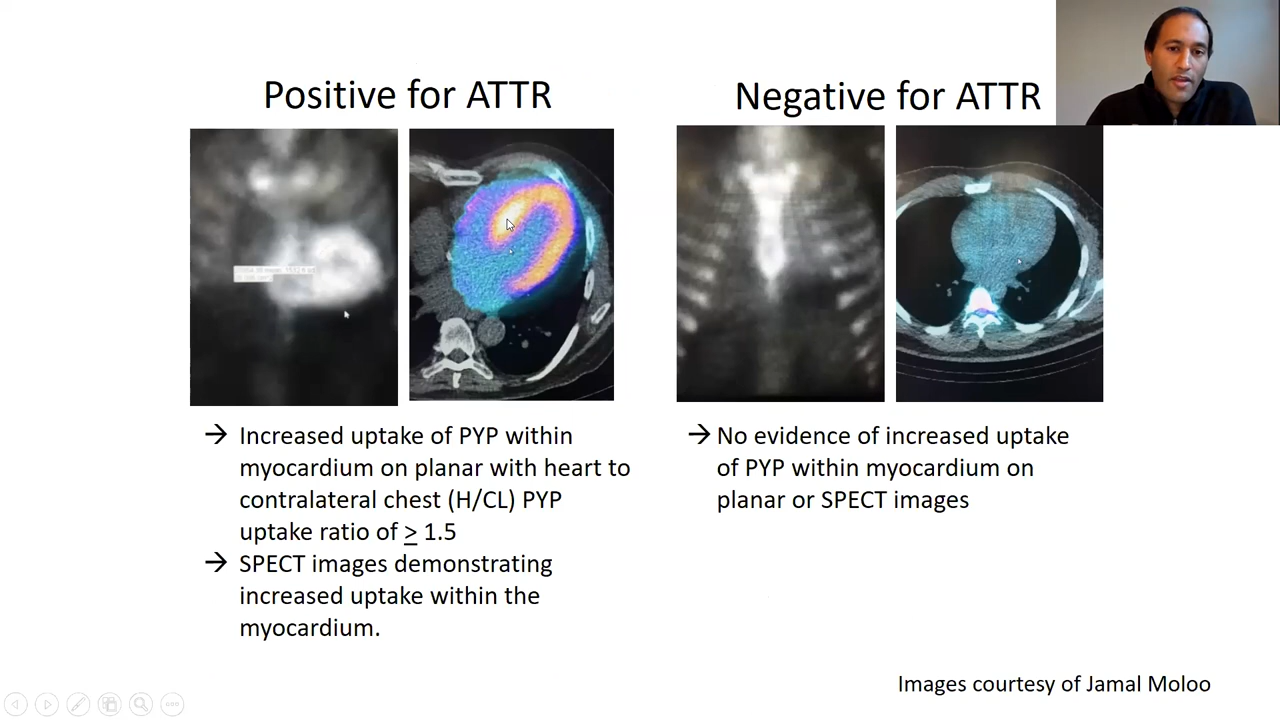 Positive for ATTR
Negative for ATTR
→ Increased uptake of PYP within
myocardium on planar with heart to
contralateral chest (H/CL) PYP
uptake ratio of ≥ 1.5
→ SPECT images demonstrating
increased uptake within the
myocardium.
→ No evidence of increased uptake
of PYP within myocardium on
planar or SPECT images
Images courtesy of Jamal Moloo